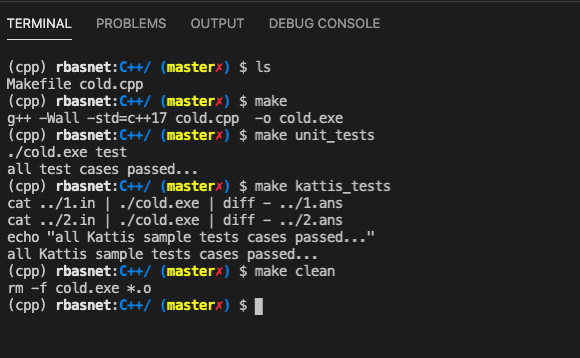 TERMINAL PROBLEMS OUTPUT DEBUG CONSOLE
(cpp) rbasnet:C++/ (master✗) $ ls
Makefile cold.cpp
(cpp) rbasnet:C++/ (master✗) $ make
g++ -Wall -std=c++17 cold.cpp  -o cold.exe
(cpp) rbasnet:C++/ (master✗) $ make unit_tests
./cold.exe test
all test cases passed...
(cpp) rbasnet:C++/ (master✗) $ make kattis_tests
cat ../1.in | ./cold.exe | diff - ../1.ans
cat ../2.in | ./cold.exe | diff - ../2.ans
echo "all Kattis sample tests cases passed..."
all Kattis sample tests cases passed...
(cpp) rbasnet:C++/ (master✗) $ make clean
rm -f cold.exe *.o
(cpp) rbasnet:C++/ (master✗) $